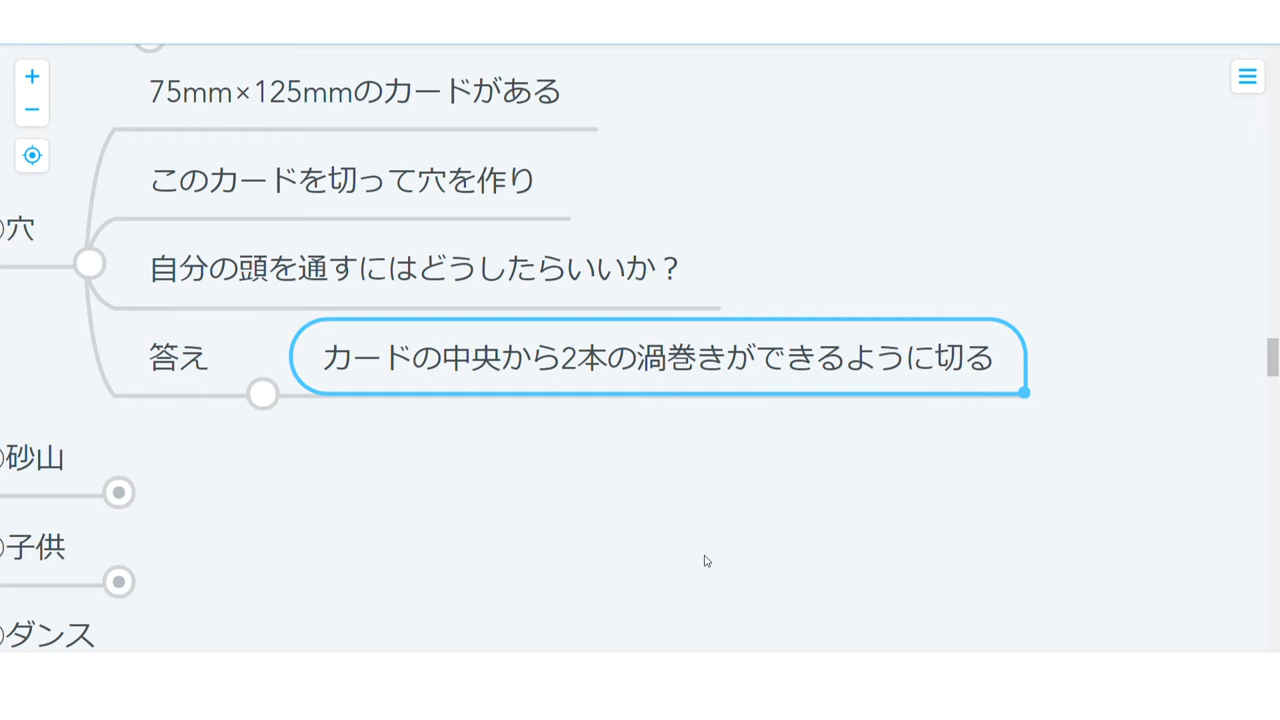 75mm×125mmのカードがある
このカードを切って穴を作り
穴
自分の頭を通すにはどうしたらいいか？
答え
カードの中央から2本の渦巻きができるように切る
砂山
子供
ダンス